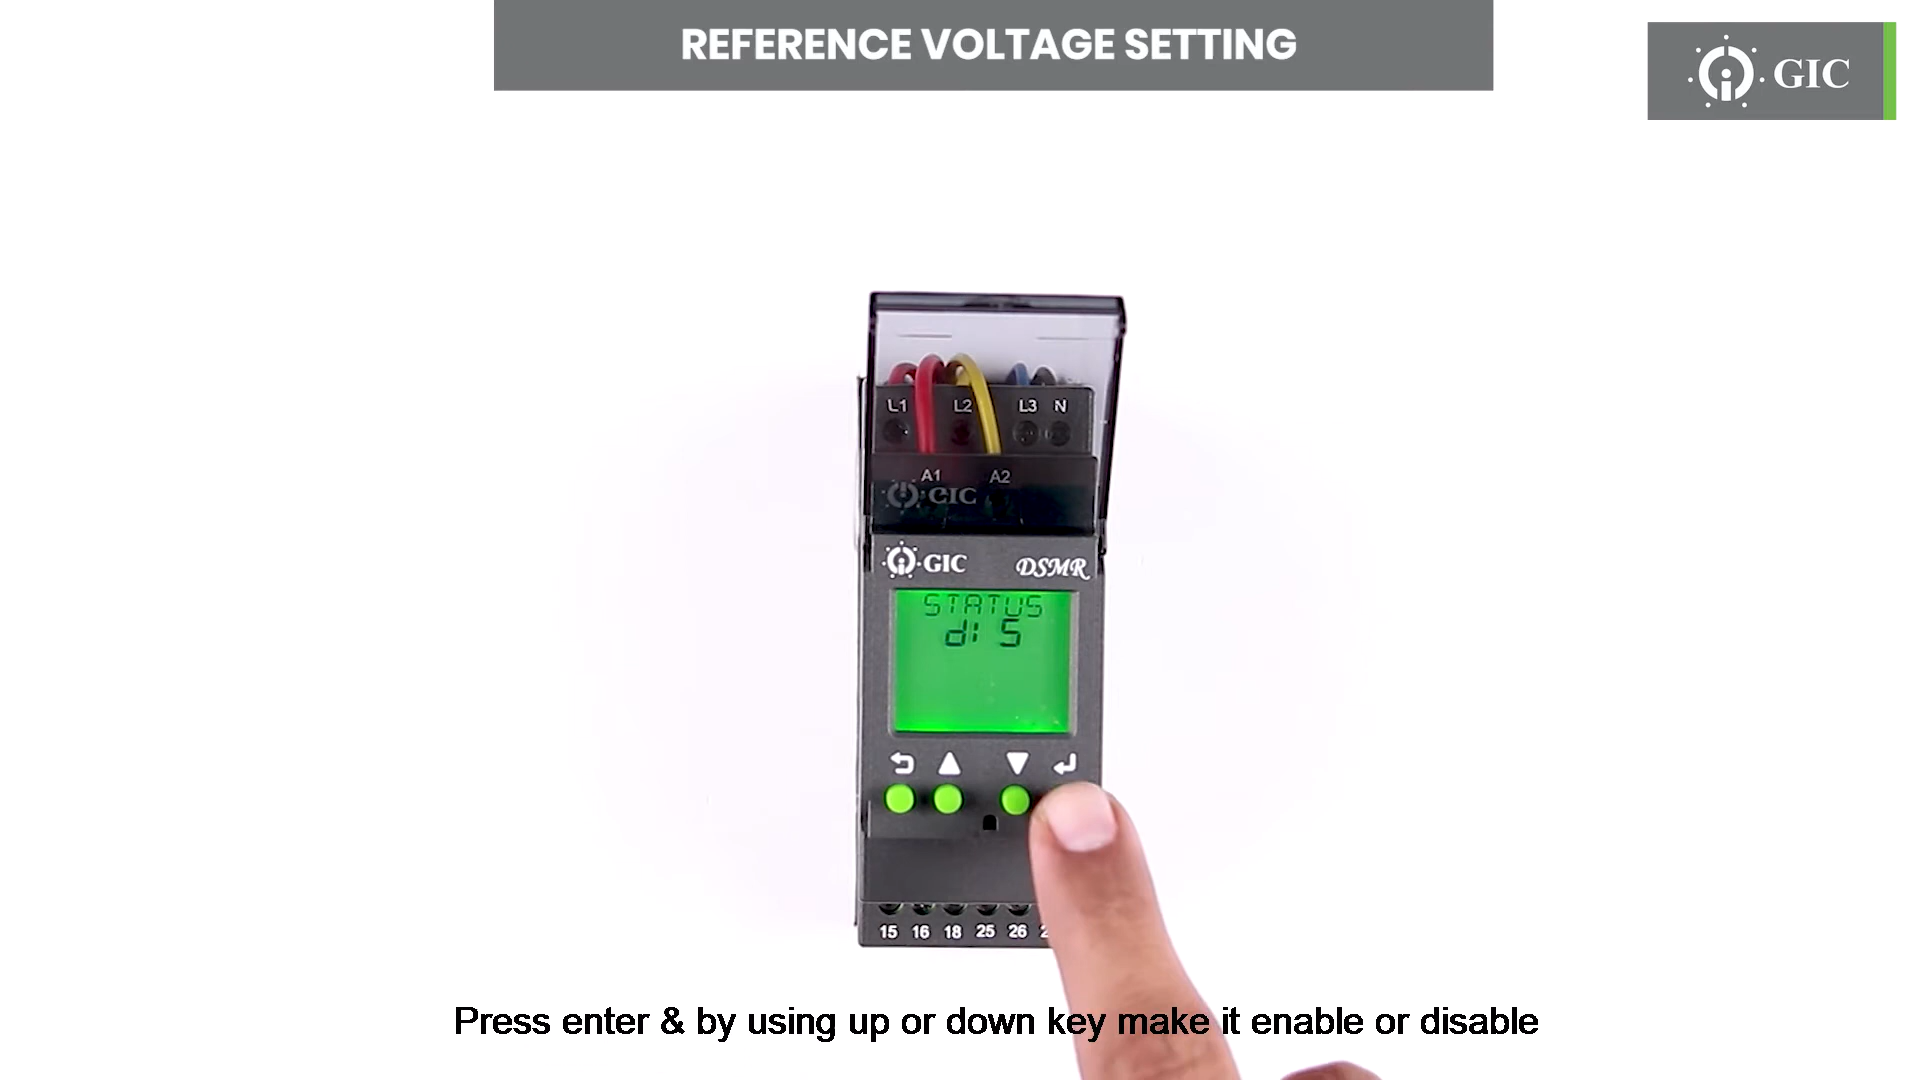 REFERENCE VOLTAGE SETTING
GIC
L1 L2 L3 N
A1 A2
GIC
GIC DSMR
STATUS
di S
15 16 18 25 26
Press enter & by using up or down key make it enable or disable